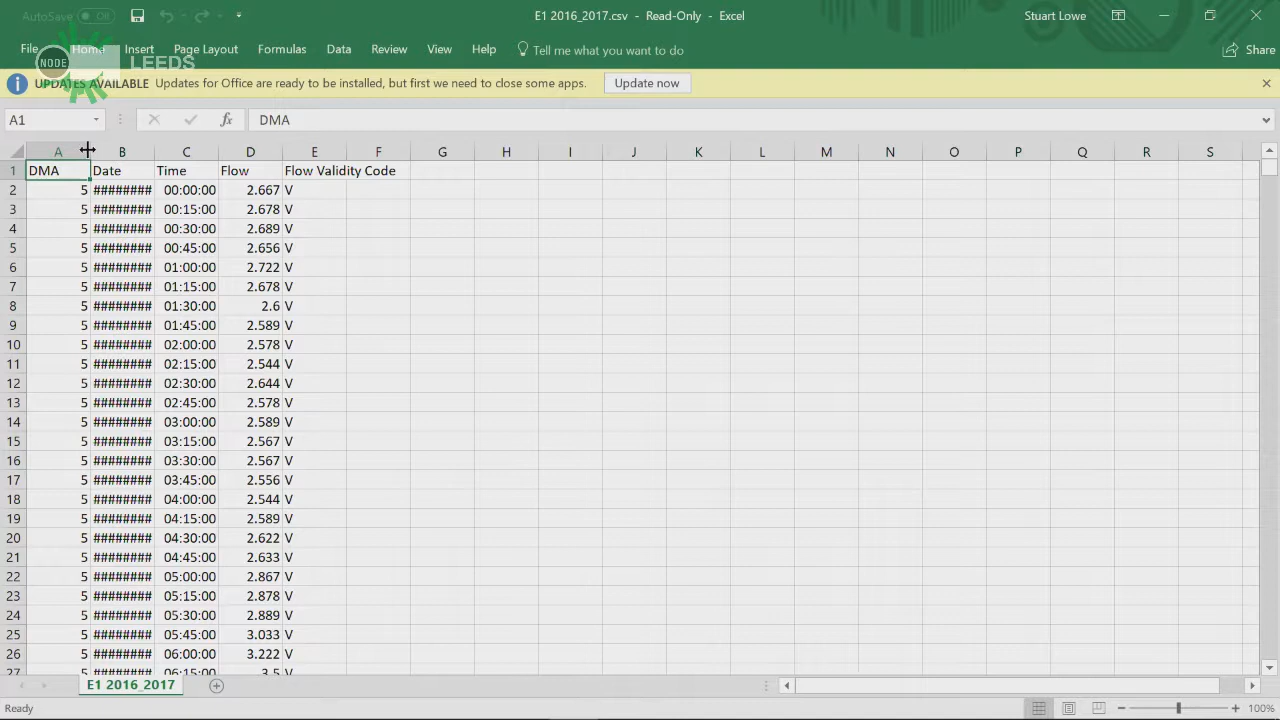 AutoSave Off E1 2016_2017.csv - Read-Only - Excel Stuart Lowe
File Home Insert Page Layout Formulas Data Review View Help Tell me what you want to do Share
NODE LEEDS
UPDATES AVAILABLE Updates for Office are ready to be installed, but first we need to close some apps. Update now
A1 fx DMA
A B C D E F G H I J K L M N O P Q R S
1 DMA Date Time Flow Flow Validity Code
2 5 ######## 00:00:00 2.667 V
3 5 ######## 00:15:00 2.678 V
4 5 ######## 00:30:00 2.689 V
5 5 ######## 00:45:00 2.656 V
6 5 ######## 01:00:00 2.722 V
7 5 ######## 01:15:00 2.678 V
8 5 ######## 01:30:00 2.6 V
9 5 ######## 01:45:00 2.589 V
10 5 ######## 02:00:00 2.578 V
11 5 ######## 02:15:00 2.544 V
12 5 ######## 02:30:00 2.644 V
13 5 ######## 02:45:00 2.578 V
14 5 ######## 03:00:00 2.589 V
15 5 ######## 03:15:00 2.567 V
16 5 ######## 03:30:00 2.567 V
17 5 ######## 03:45:00 2.556 V
18 5 ######## 04:00:00 2.544 V
19 5 ######## 04:15:00 2.589 V
20 5 ######## 04:30:00 2.622 V
21 5 ######## 04:45:00 2.633 V
22 5 ######## 05:00:00 2.867 V
23 5 ######## 05:15:00 2.878 V
24 5 ######## 05:30:00 2.889 V
25 5 ######## 05:45:00 3.033 V
26 5 ######## 06:00:00 3.222 V
27 5 ######## 06:15:00 3.5 V
E1 2016_2017
Ready 100%